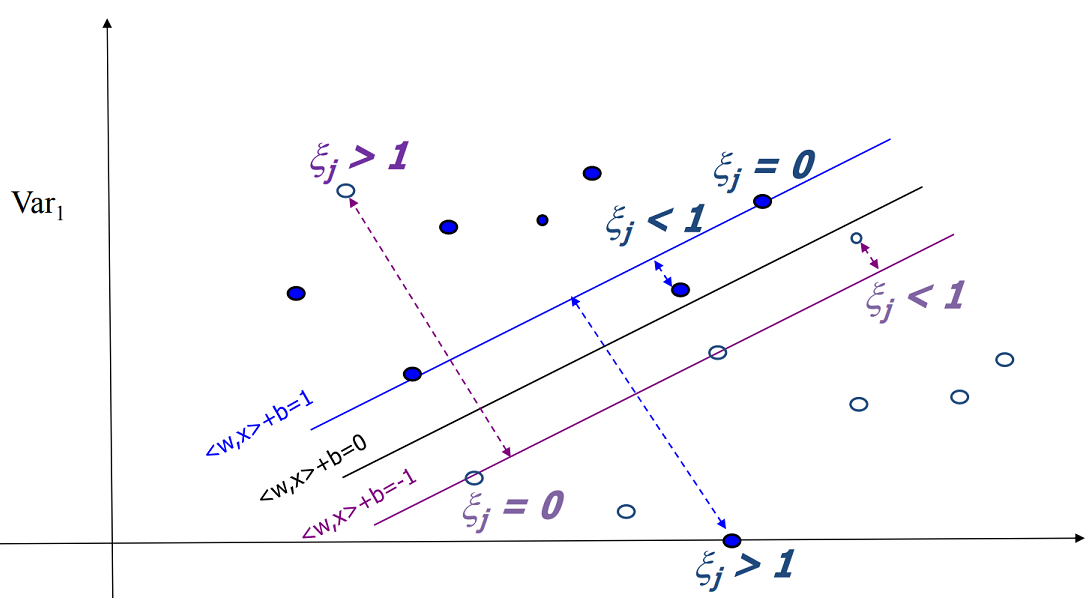 ξj > 1
ξj = 0
Var1
ξj < 1
ξj < 1
<w,x>+b=1
<w,x>+b=0
<w,x>+b=-1
ξj = 0
ξj > 1